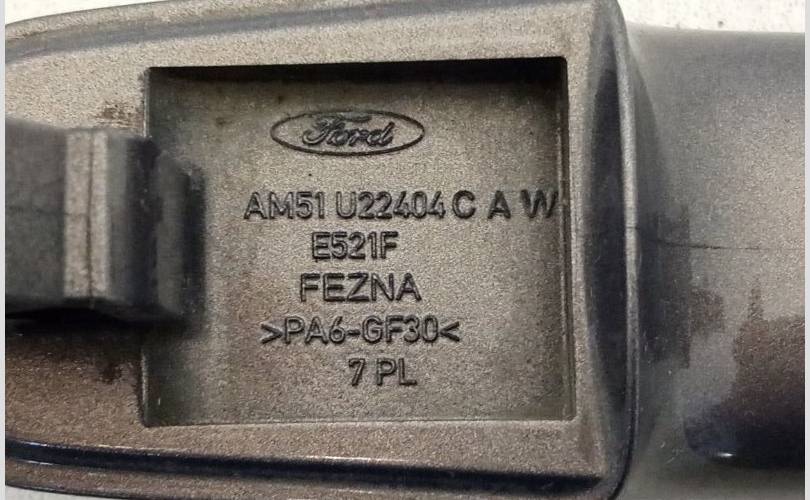 Ford
AM51 U22404 C A W
E521F
FEZNA
>PA6-GF30<
7 PL